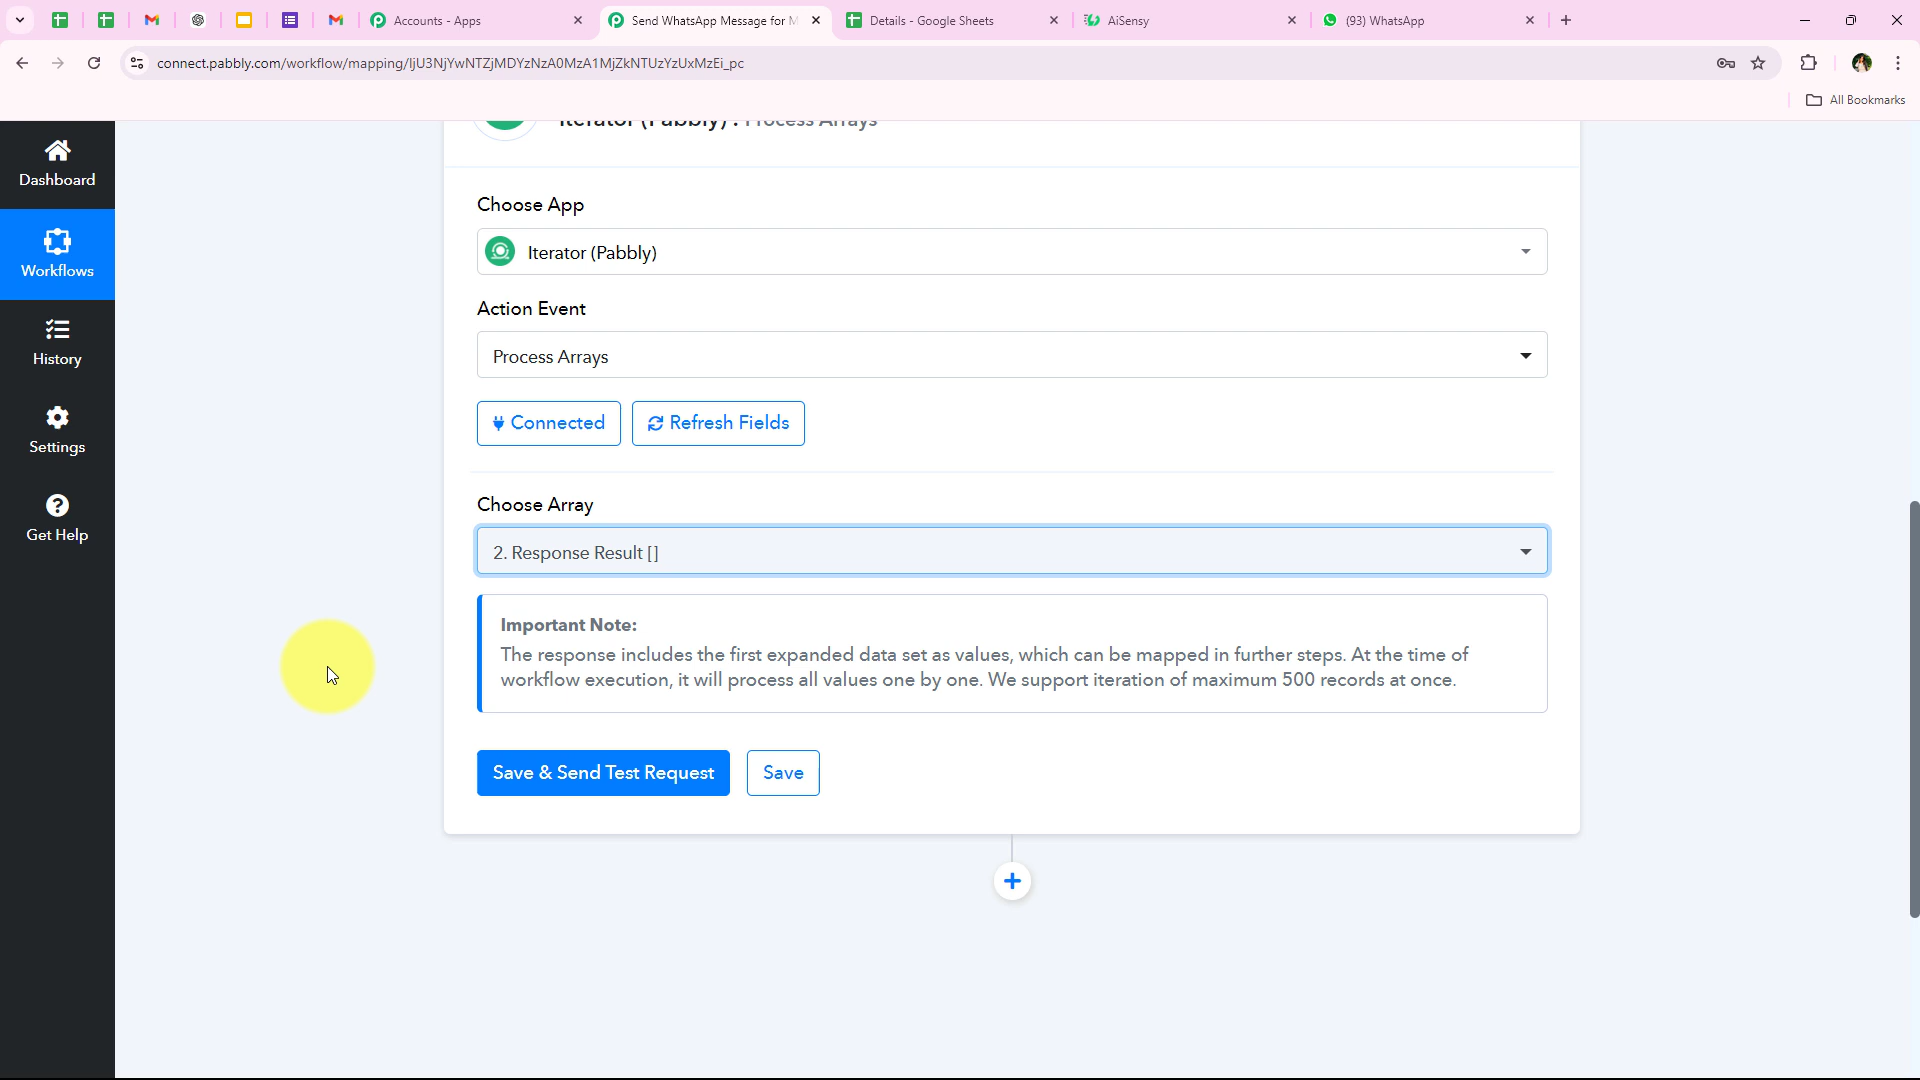 Accounts - Apps
Send WhatsApp Message for M
Details - Google Sheets
AiSensy
(93) WhatsApp
connect.pabbly.com/workflow/mapping/IjU3NjYwNTZjMDYzNzA0MzA1MjZkNTUzYzUxMzEi_pc
All Bookmarks
Dashboard
Workflows
History
Settings
Get Help
Iterator (Pabbly) : Process Arrays
Choose App
Iterator (Pabbly)
Action Event
Process Arrays
Connected
Refresh Fields
Choose Array
2. Response Result []
Important Note:
The response includes the first expanded data set as values, which can be mapped in further steps. At the time of
workflow execution, it will process all values one by one. We support iteration of maximum 500 records at once.
Save & Send Test Request
Save